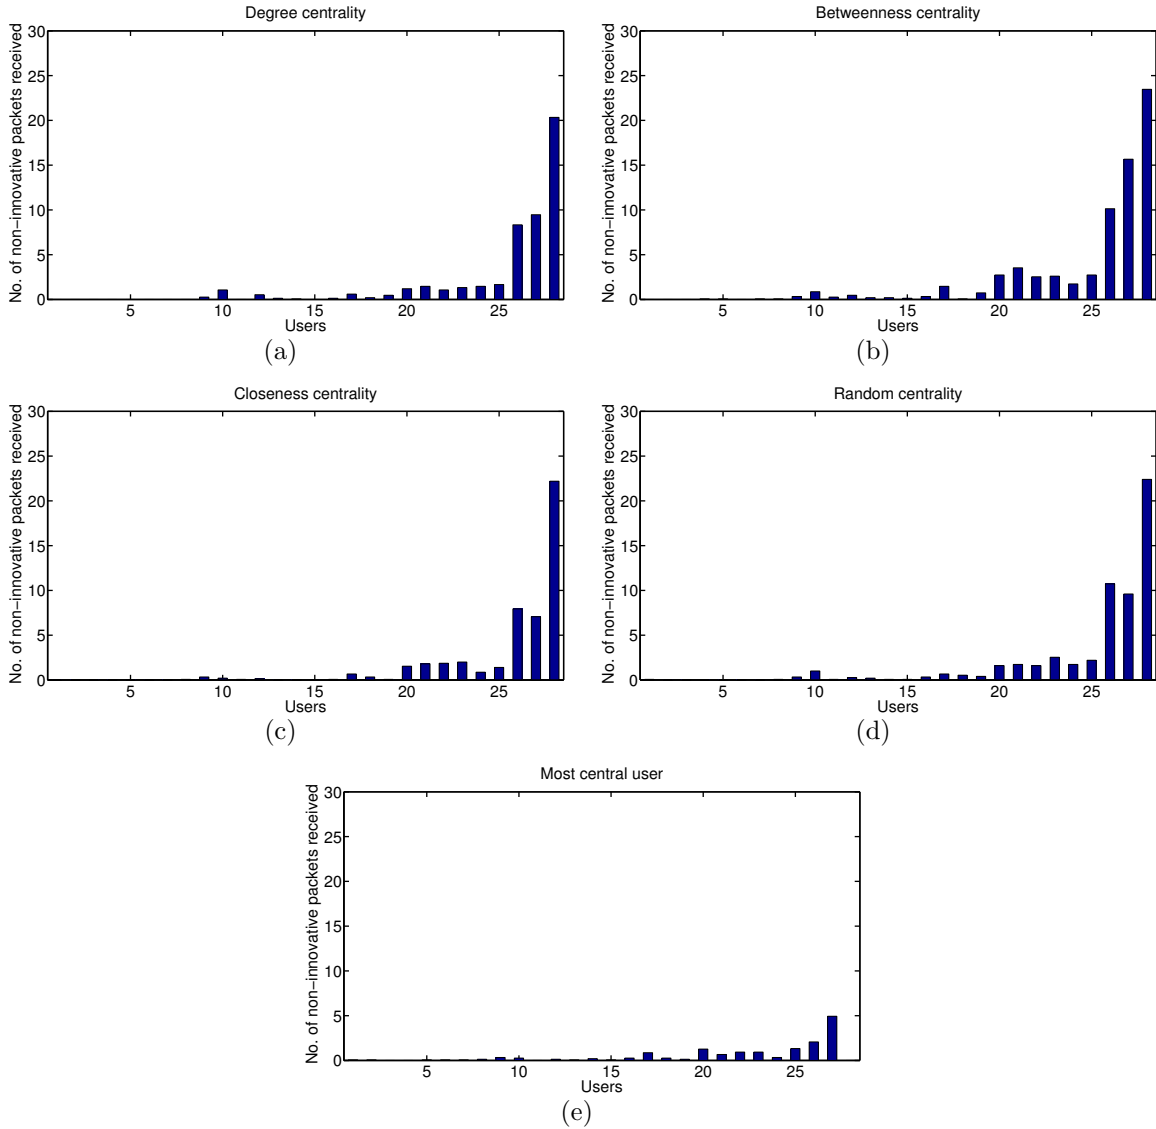 Degree centrality
No. of non-innovative packets received
30
25
20
15
10
5
0
5 10 15 20 25
Users
(a)
Betweenness centrality
No. of non-innovative packets received
30
25
20
15
10
5
0
5 10 15 20 25
Users
(b)
Closeness centrality
No. of non-innovative packets received
30
25
20
15
10
5
0
5 10 15 20 25
Users
(c)
Random centrality
No. of non-innovative packets received
30
25
20
15
10
5
0
5 10 15 20 25
Users
(d)
Most central user
No. of non-innovative packets received
30
25
20
15
10
5
0
5 10 15 20 25
Users
(e)